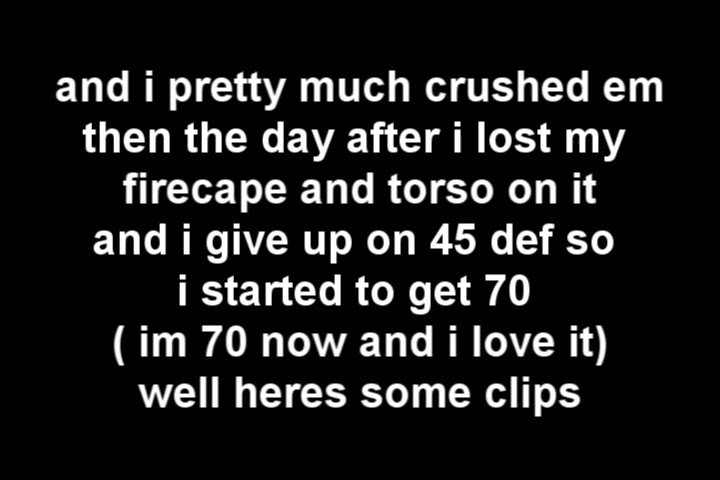 and i pretty much crushed em
then the day after i lost my
firecape and torso on it
and i give up on 45 def so
i started to get 70
( im 70 now and i love it)
well heres some clips